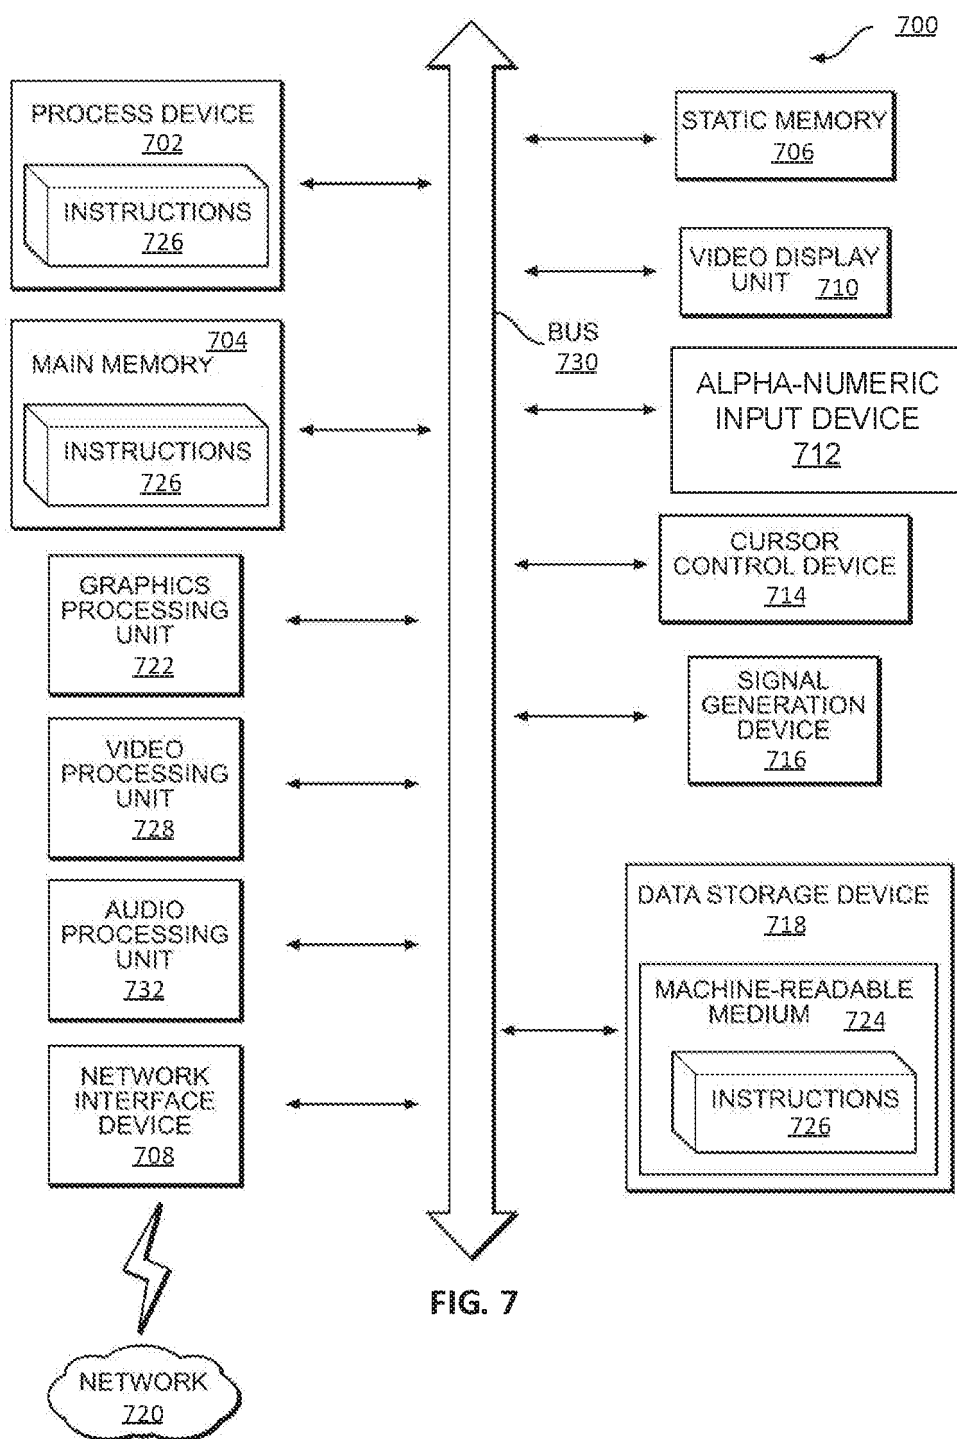 700
PROCESS DEVICE
702
INSTRUCTIONS
726
704
MAIN MEMORY
INSTRUCTIONS
726
GRAPHICS
PROCESSING
UNIT
722
VIDEO
PROCESSING
UNIT
728
AUDIO
PROCESSING
UNIT
732
NETWORK
INTERFACE
DEVICE
708
NETWORK
720
BUS
730
STATIC MEMORY
706
VIDEO DISPLAY
UNIT 710
ALPHA-NUMERIC
INPUT DEVICE
712
CURSOR
CONTROL DEVICE
714
SIGNAL
GENERATION
DEVICE
716
DATA STORAGE DEVICE
718
MACHINE-READABLE
MEDIUM 724
INSTRUCTIONS
726
FIG. 7